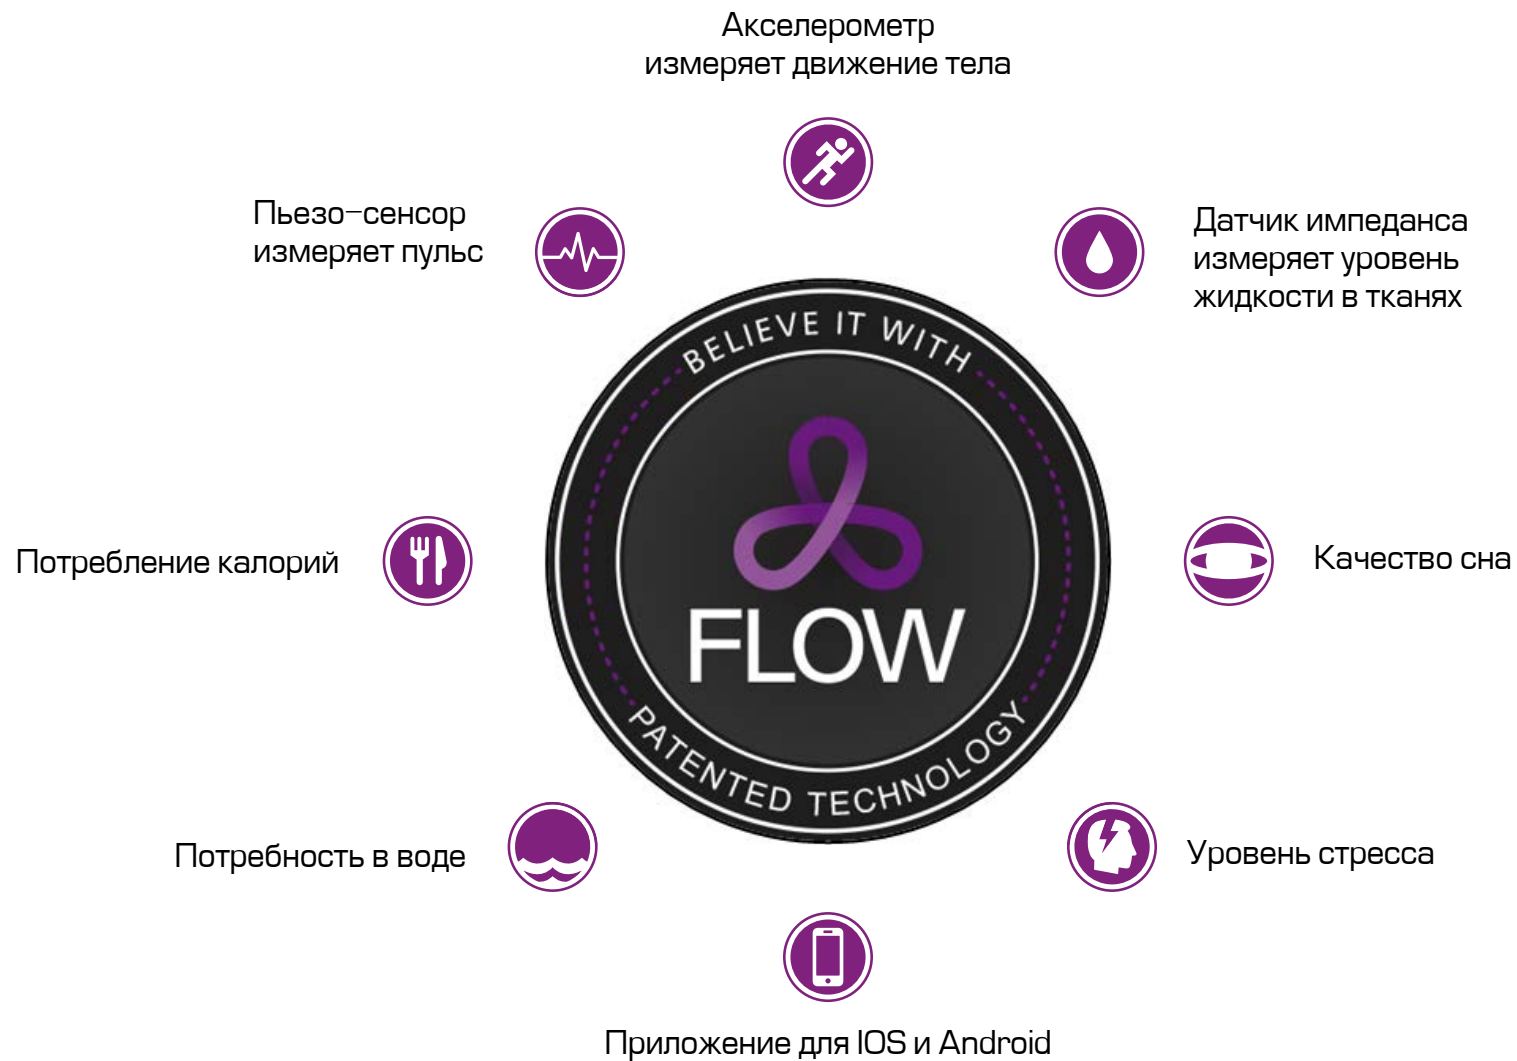 Акселерометр
измеряет движение тела
Пьезо-сенсор
измеряет пульс
Датчик импеданса
измеряет уровень
жидкости в тканях
BELIEVE IT WITH
FLOW
PATENTED TECHNOLOGY
Потребление калорий
Качество сна
Потребность в воде
Уровень стресса
Приложение для IOS и Android